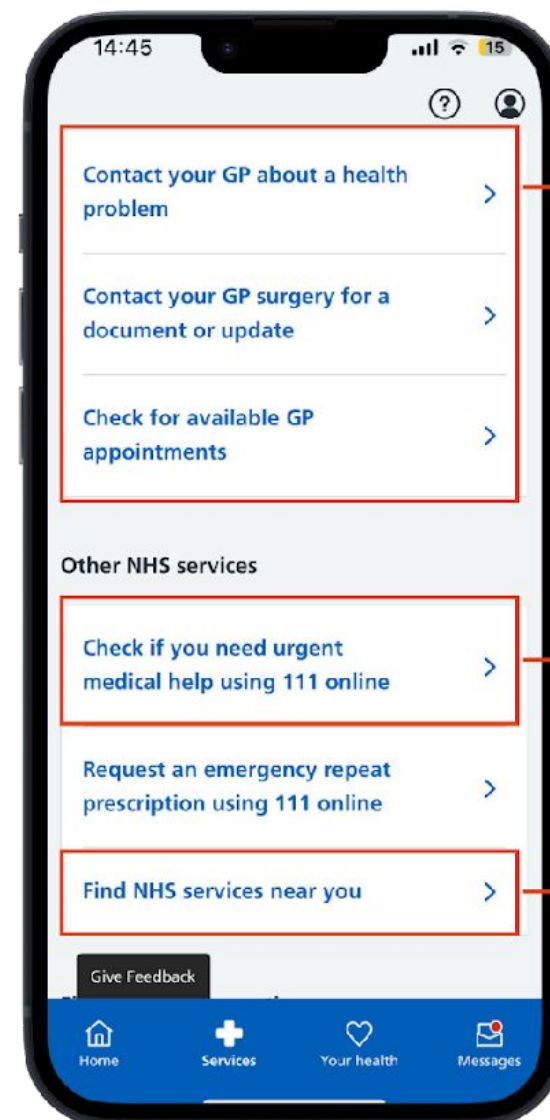 14:45
15
?
Contact your GP about a health
problem
Contact your GP surgery for a
document or update
Check for available GP
appointments
Other NHS services
Check if you need urgent
medical help using 111 online
Request an emergency repeat
prescription using 111 online
Find NHS services near you
Give Feedback
Home Services Your health Messages